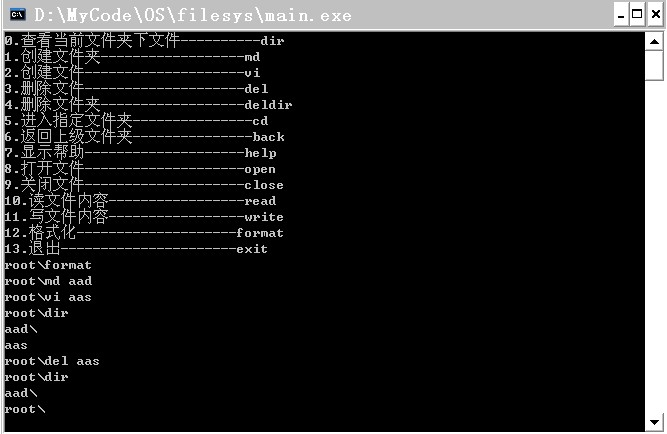 D:\MyCode\OS\filesys\main.exe
0.查看当前文件夹下文件----------dir
1.创建文件夹------------------md
2.创建文件--------------------vi
3.删除文件--------------------del
4.删除文件夹------------------deldir
5.进入指定文件夹---------------cd
6.返回上级文件夹---------------back
7.显示帮助--------------------help
8.打开文件--------------------open
9.关闭文件--------------------close
10.读文件内容-----------------read
11.写文件内容-----------------write
12.格式化--------------------format
13.退出----------------------exit
root\format
root\md aad
root\vi aas
root\dir
aad\
aas
root\del aas
root\dir
aad\
root\